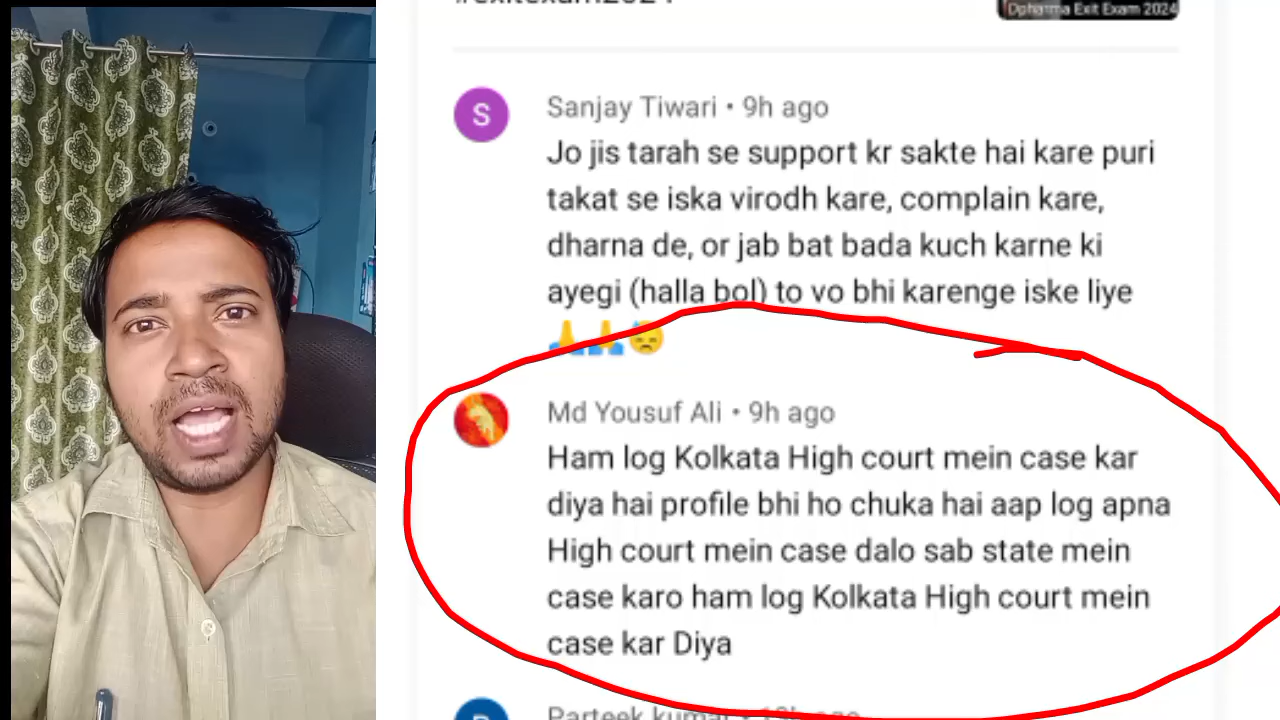 #exitexam2024
Dpharma Exit Exam 2024
S
Sanjay Tiwari • 9h ago
Jo jis tarah se support kr sakte hai kare puri
takat se iska virodh kare, complain kare,
dharna de, or jab bat bada kuch karne ki
ayegi (halla bol) to vo bhi karenge iske liye
🙏🙏😓
Md Yousuf Ali • 9h ago
Ham log Kolkata High court mein case kar
diya hai profile bhi ho chuka hai aap log apna
High court mein case dalo sab state mein
case karo ham log Kolkata High court mein
case kar Diya
Parteek kumar •
ago